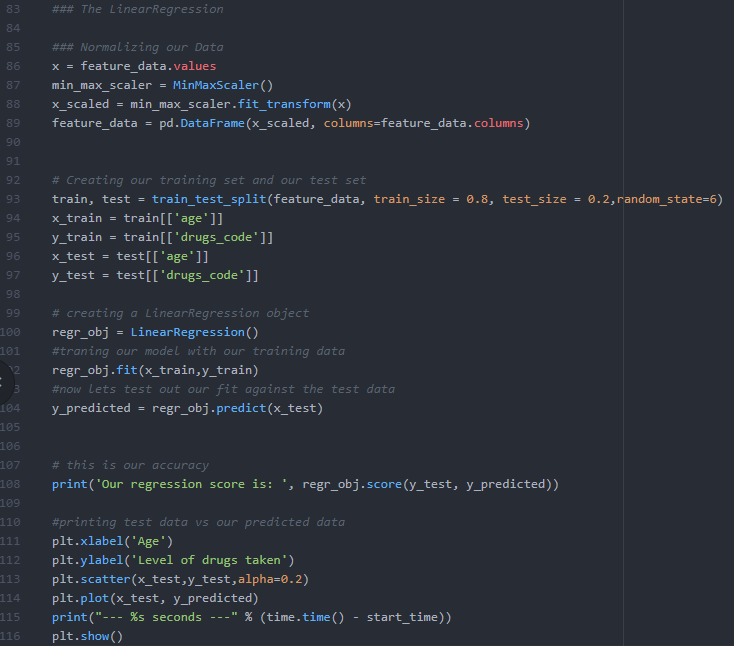 83 ### The LinearRegression
84
85 ### Normalizing our Data
86 x = feature_data.values
87 min_max_scaler = MinMaxScaler()
88 x_scaled = min_max_scaler.fit_transform(x)
89 feature_data = pd.DataFrame(x_scaled, columns=feature_data.columns)
90
91
92 # Creating our training set and our test set
93 train, test = train_test_split(feature_data, train_size = 0.8, test_size = 0.2,random_state=6)
94 x_train = train[['age']]
95 y_train = train[['drugs_code']]
96 x_test = test[['age']]
97 y_test = test[['drugs_code']]
98
99 # creating a LinearRegression object
100 regr_obj = LinearRegression()
101 #traning our model with our training data
2 regr_obj.fit(x_train,y_train)
3 #now lets test out our fit against the test data
104 y_predicted = regr_obj.predict(x_test)
105
106
107 # this is our accuracy
108 print('Our regression score is: ', regr_obj.score(y_test, y_predicted))
109
110 #printing test data vs our predicted data
111 plt.xlabel('Age')
112 plt.ylabel('Level of drugs taken')
113 plt.scatter(x_test,y_test,alpha=0.2)
114 plt.plot(x_test, y_predicted)
115 print("--- %s seconds ---" % (time.time() - start_time))
116 plt.show()